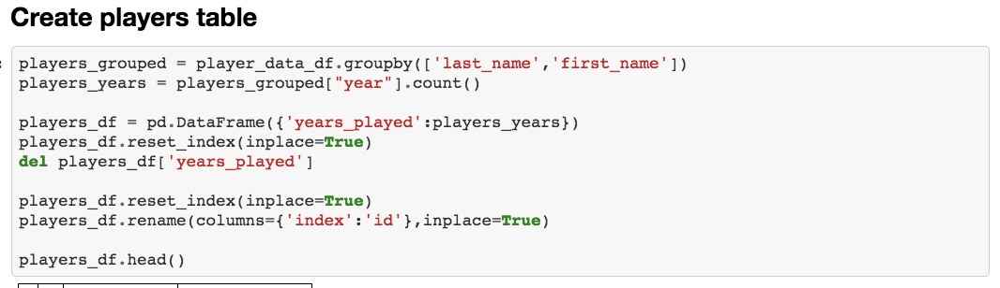 Create players table
: players_grouped = player_data_df.groupby(['last_name','first_name'])
players_years = players_grouped["year"].count()
players_df = pd.DataFrame({'years_played':players_years})
players_df.reset_index(inplace=True)
del players_df['years_played']
players_df.reset_index(inplace=True)
players_df.rename(columns={'index':'id'},inplace=True)
players_df.head()